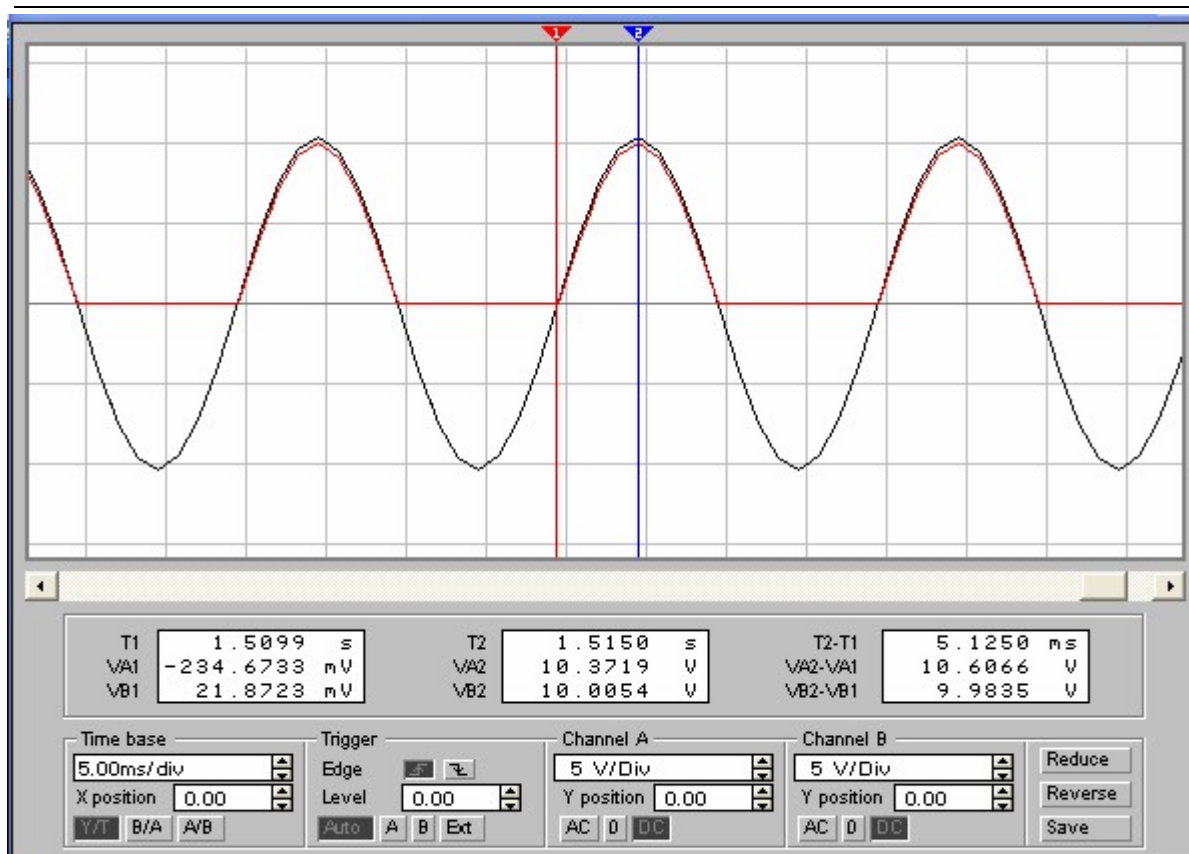 1 2
T1 1.5099 s T2 1.5150 s T2-T1 5.1250 ms
VA1 -234.6733 mV VA2 10.3719 V VA2-VA1 10.6066 V
VB1 21.8723 mV VB2 10.0054 V VB2-VB1 9.9835 V
Time base Trigger Channel A Channel B
5.00ms/div Edge 5 V/Div 5 V/Div Reduce
X position 0.00 Level 0.00 Y position 0.00 Y position 0.00 Reverse
Y/T B/A A/B Auto A B Ext AC 0 DC AC 0 DC Save